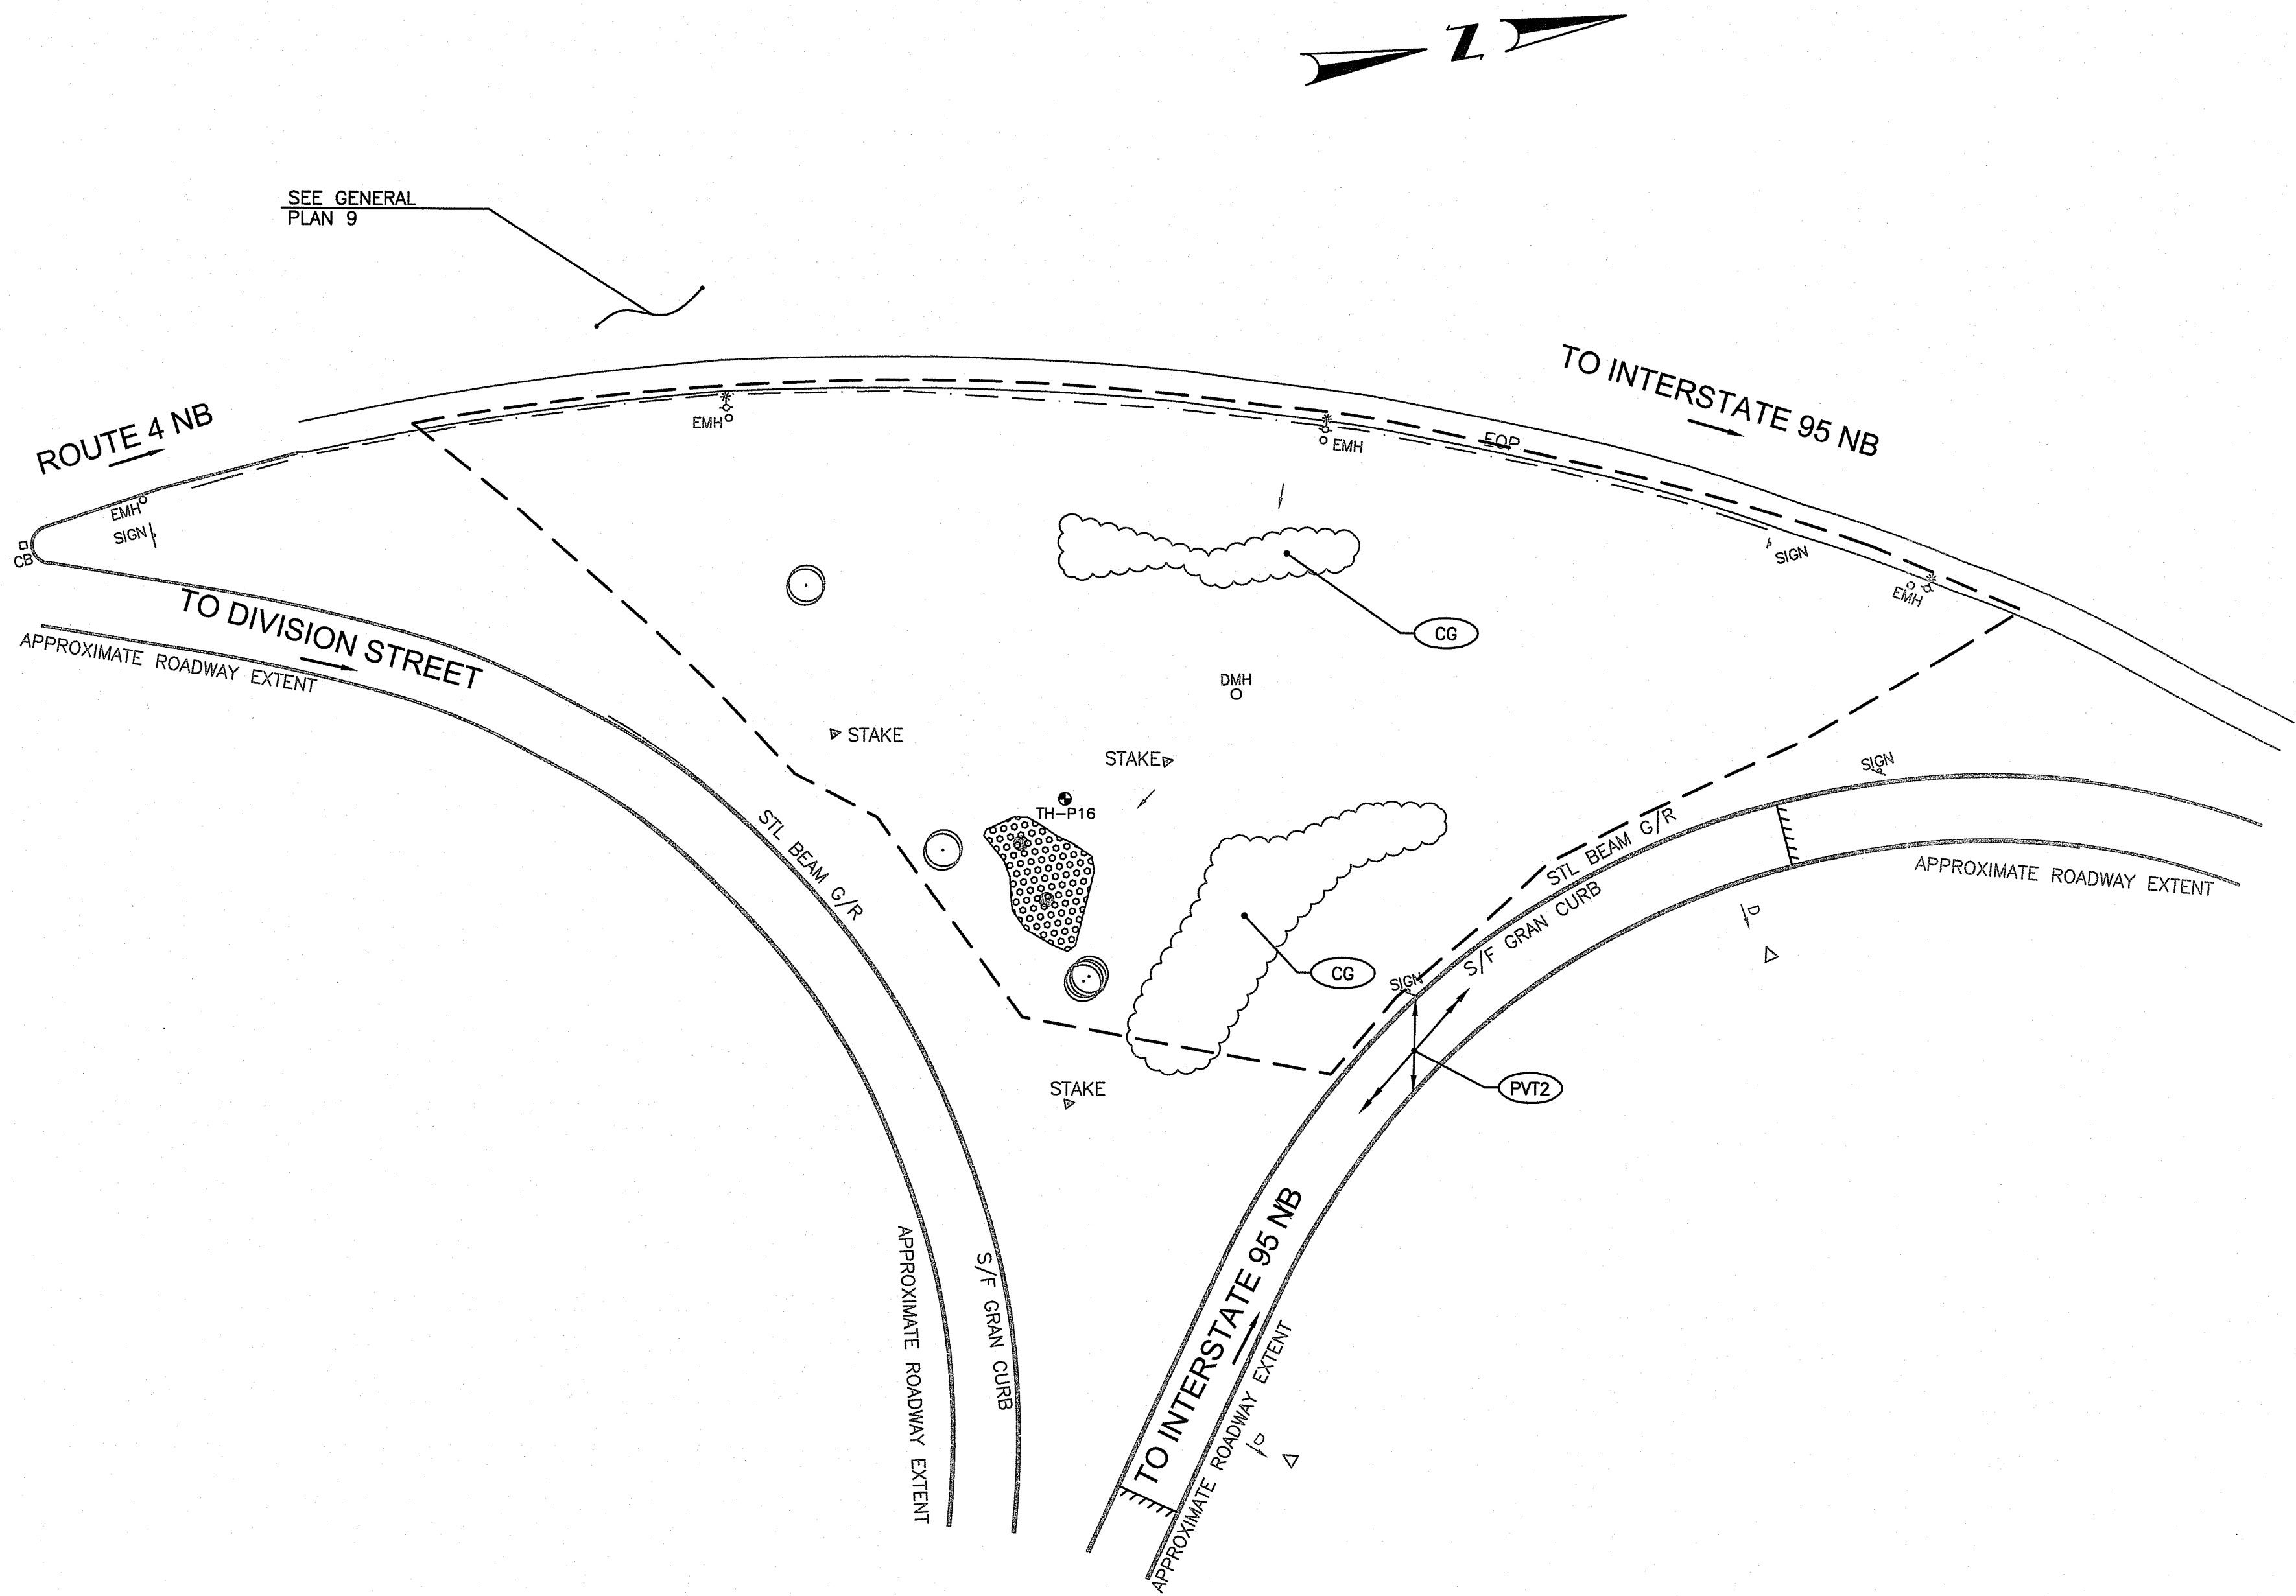 N
SEE GENERAL
PLAN 9
TO INTERSTATE 95 NB
ROUTE 4 NB
EMH
EMH
EOP
EMH
SIGN
CB
SIGN
EMH
TO DIVISION STREET
APPROXIMATE ROADWAY EXTENT
CG
DMH
STAKE
STAKE
SIGN
TH-P16
STL BEAM G/R
STL BEAM G/R
S/F GRAN CURB
APPROXIMATE ROADWAY EXTENT
D
CG
SIGN
PVT2
STAKE
TO INTERSTATE 95 NB
APPROXIMATE ROADWAY EXTENT
S/F GRAN CURB
APPROXIMATE ROADWAY EXTENT
D